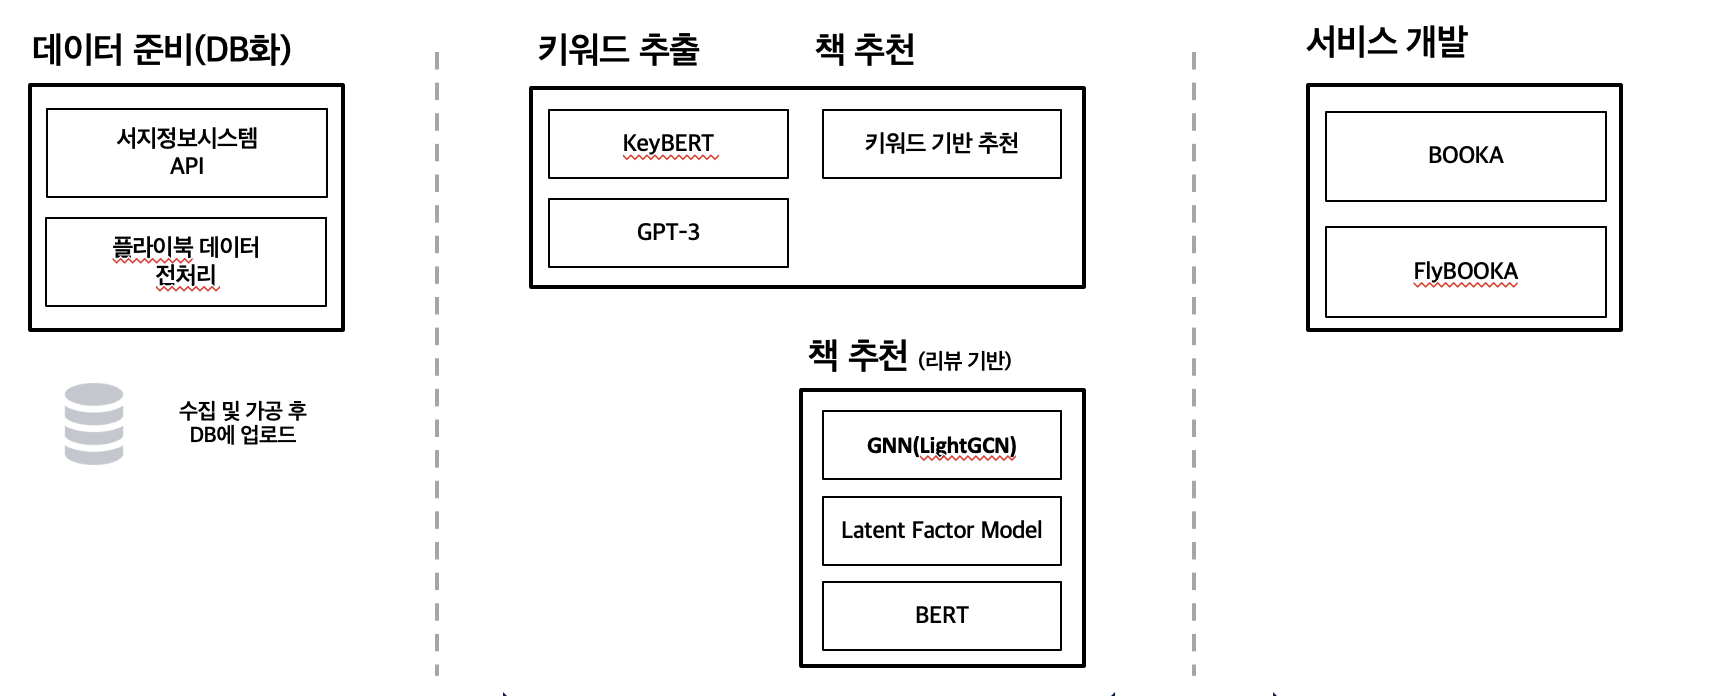 데이터 준비(DB화)
서지정보시스템
API
플라이북 데이터
전처리
수집 및 가공 후
DB에 업로드
키워드 추출
책 추천
KeyBERT
키워드 기반 추천
GPT-3
책 추천 (리뷰 기반)
GNN(LightGCN)
Latent Factor Model
BERT
서비스 개발
BOOKA
FlyBOOKA